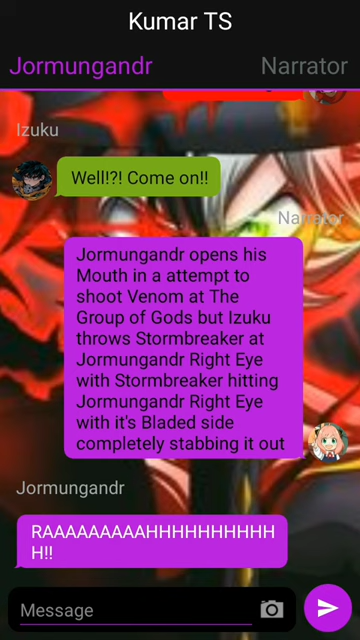 Kumar TS
Jormungandr
Narrator
Izuku
Well!?! Come on!!
Narrator
Jormungandr opens his
Mouth in a attempt to
shoot Venom at The
Group of Gods but Izuku
throws Stormbreaker at
Jormungandr Right Eye
with Stormbreaker hitting
Jormungandr Right Eye
with it's Bladed side
completely stabbing it out
Jormungandr
RAAAAAAAAAHHHHHHHHHH
H!!
Message